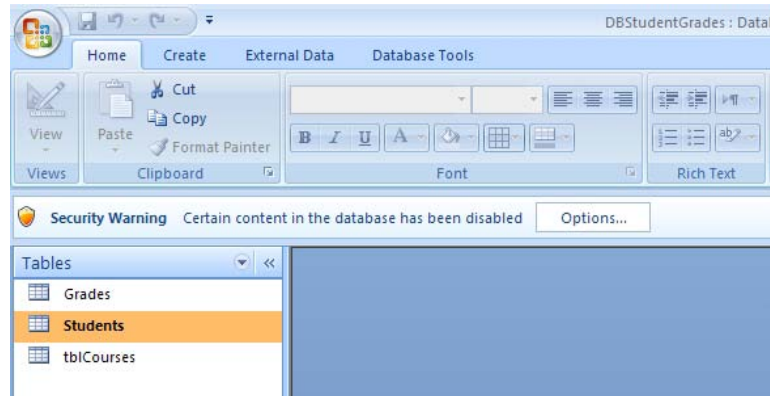 DBStudentGrades : Data
Home Create External Data Database Tools
View
Paste
Cut
Copy
Format Painter
B I U A
ab
Views Clipboard Font Rich Text
Security Warning Certain content in the database has been disabled Options...
Tables
Grades
Students
tblCourses